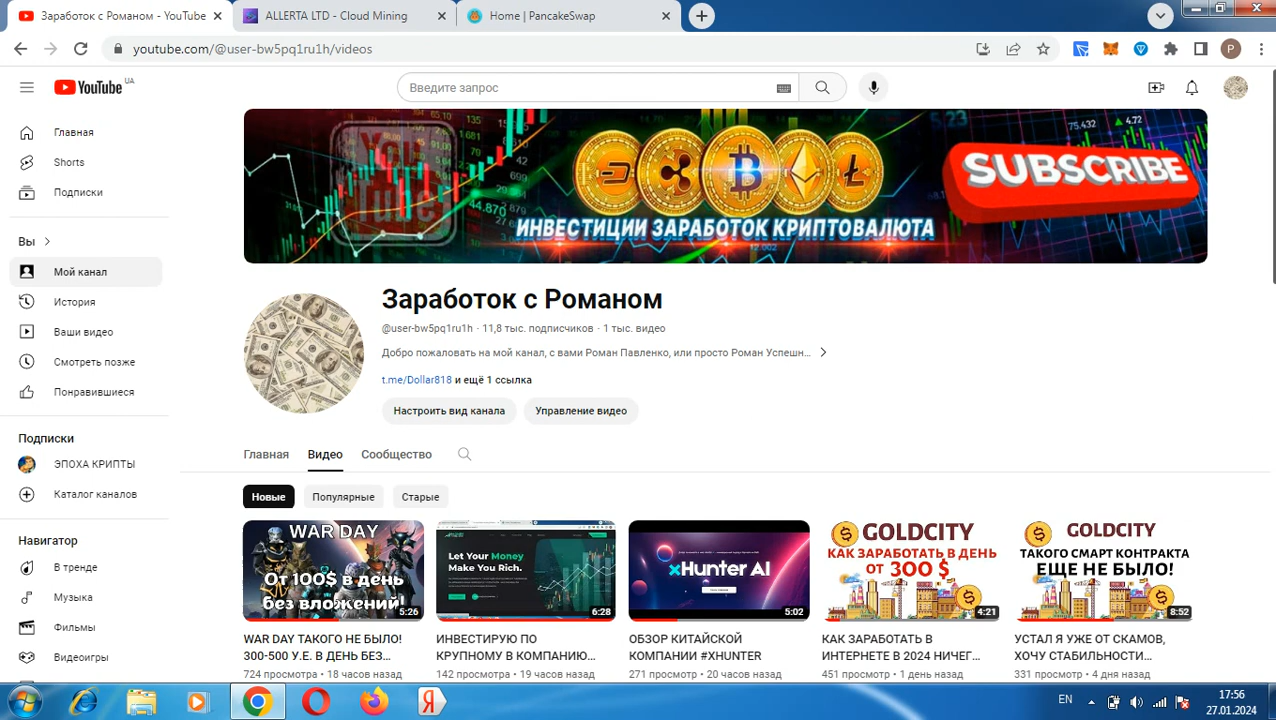 Заработок с Романом - YouTube
ALLERTA LTD - Cloud Mining
Home | PancakeSwap
youtube.com/@user-bw5pq1ru1h/videos
P
YouTube UA
Введите запрос
Главная
Shorts
Подписки
Вы
Мой канал
История
Ваши видео
Смотреть позже
Понравившиеся
Подписки
ЭПОХА КРИПТЫ
Каталог каналов
Навигатор
В тренде
Музыка
Фильмы
Видеоигры
YouTube
44.870
75.432
4.72
SUBSCRIBE
ИНВЕСТИЦИИ ЗАРАБОТОК КРИПТОВАЛЮТА
Заработок с Романом
@user-bw5pq1ru1h · 11,8 тыс. подписчиков · 1 тыс. видео
Добро пожаловать на мой канал, с вами Роман Павленко, или просто Роман Успешн...
t.me/Dollar818 и ещё 1 ссылка
Настроить вид канала
Управление видео
Главная
Видео
Сообщество
Новые
Популярные
Старые
WAR DAY
От 100$ в день
без вложений!
5:26
WAR DAY ТАКОГО НЕ БЫЛО!
300-500 У.Е. В ДЕНЬ БЕЗ...
724 просмотра · 18 часов назад
Let Your Money
Make You Rich.
6:28
ИНВЕСТИРУЮ ПО
КРУПНОМУ В КОМПАНИЮ...
142 просмотра · 19 часов назад
xHunter AI
5:02
ОБЗОР КИТАЙСКОЙ
КОМПАНИИ #XHUNTER
271 просмотр · 20 часов назад
GOLDCITY
КАК ЗАРАБОТАТЬ В ДЕНЬ
ОТ 300 $
4:21
КАК ЗАРАБОТАТЬ В
ИНТЕРНЕТЕ В 2024 НИЧЕГ...
451 просмотр · 1 день назад
GOLDCITY
ТАКОГО СМАРТ КОНТРАКТА
ЕЩЕ НЕ БЫЛО!
8:52
УСТАЛ Я УЖЕ ОТ СКАМОВ,
ХОЧУ СТАБИЛЬНОСТИ...
331 просмотр · 4 дня назад
EN
17:56
27.01.2024